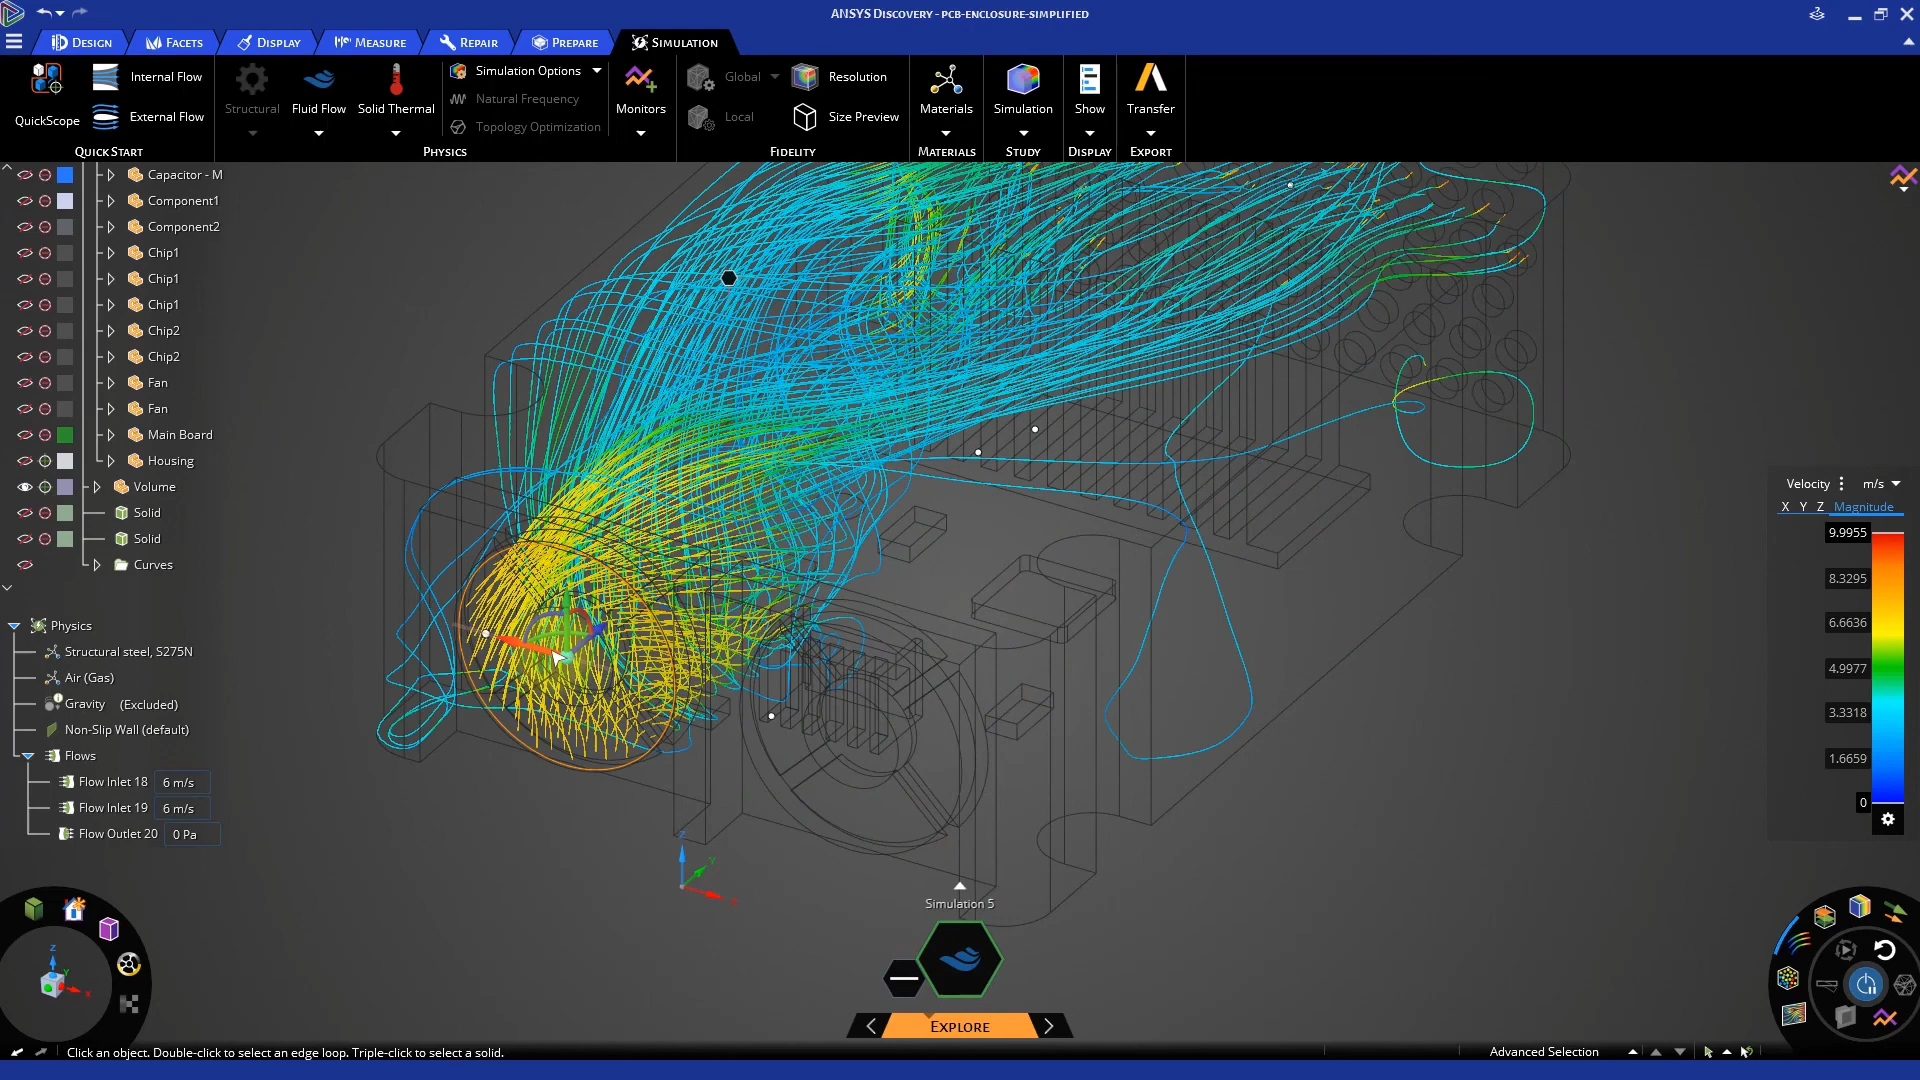 ANSYS Discovery - pcb-enclosure-simplified
Design
Facets
Display
Measure
Repair
Prepare
Simulation
QuickScope
Internal Flow
External Flow
Quick Start
Structural
Fluid Flow
Solid Thermal
Simulation Options
Natural Frequency
Topology Optimization
Physics
Monitors
Global
Local
Resolution
Size Preview
Fidelity
Materials
Materials
Simulation
Study
Show
Display
Transfer
Export
Capacitor - M
Component1
Component2
Chip1
Chip1
Chip1
Chip2
Chip2
Fan
Fan
Main Board
Housing
Volume
Solid
Solid
Curves
Physics
Structural steel, S275N
Air (Gas)
Gravity (Excluded)
Non-Slip Wall (default)
Flows
Flow Inlet 18 6 m/s
Flow Inlet 19 6 m/s
Flow Outlet 20 0 Pa
Velocity m/s
X Y Z Magnitude
9.9955
8.3295
6.6636
4.9977
3.3318
1.6659
0
Z
Y
X
Simulation 5
Explore
Z
Y
X
Click an object. Double-click to select an edge loop. Triple-click to select a solid.
Advanced Selection